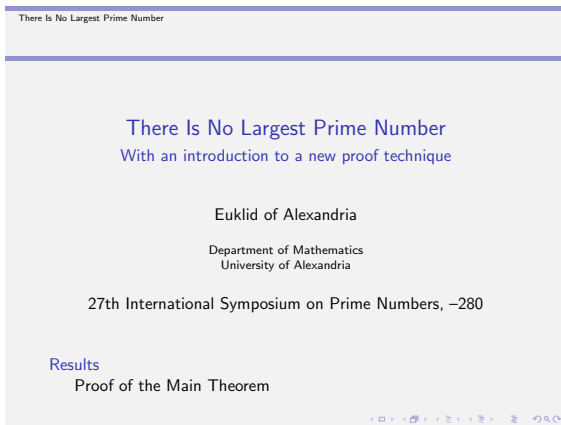 There Is No Largest Prime Number
There Is No Largest Prime Number
With an introduction to a new proof technique
Euklid of Alexandria
Department of Mathematics
University of Alexandria
27th International Symposium on Prime Numbers, –280
Results
Proof of the Main Theorem